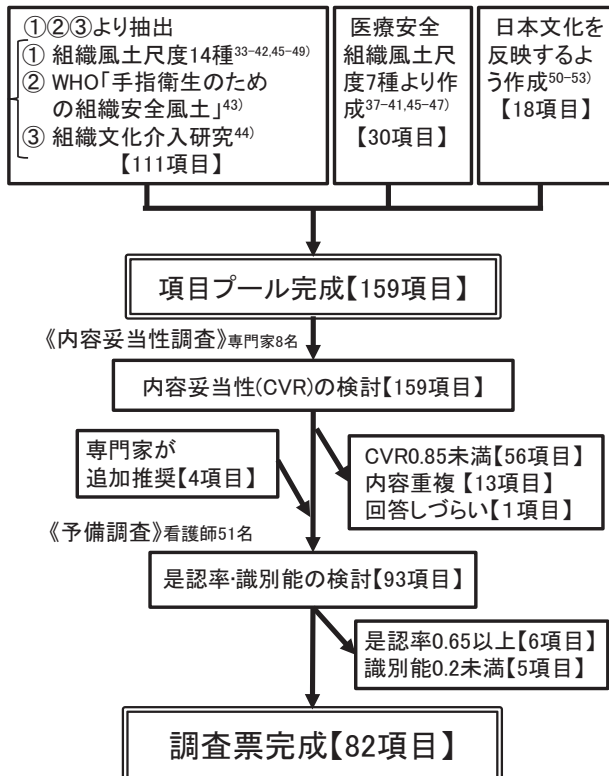 ①②③より抽出
① 組織風土尺度14種33-42,45-49)
② WHO「手指衛生のため
の組織安全風土」43)
③ 組織文化介入研究44)
【111項目】
医療安全
組織風土尺
度7種より作
成37-41,45-47)
【30項目】
日本文化を
反映するよ
う作成50-53)
【18項目】
項目プール完成【159項目】
《内容妥当性調査》専門家8名
内容妥当性(CVR)の検討【159項目】
専門家が
追加推奨【4項目】
CVR0.85未満【56項目】
内容重複【13項目】
回答しづらい【1項目】
《予備調査》看護師51名
是認率・識別能の検討【93項目】
是認率0.65以上【6項目】
識別能0.2未満【5項目】
調査票完成【82項目】